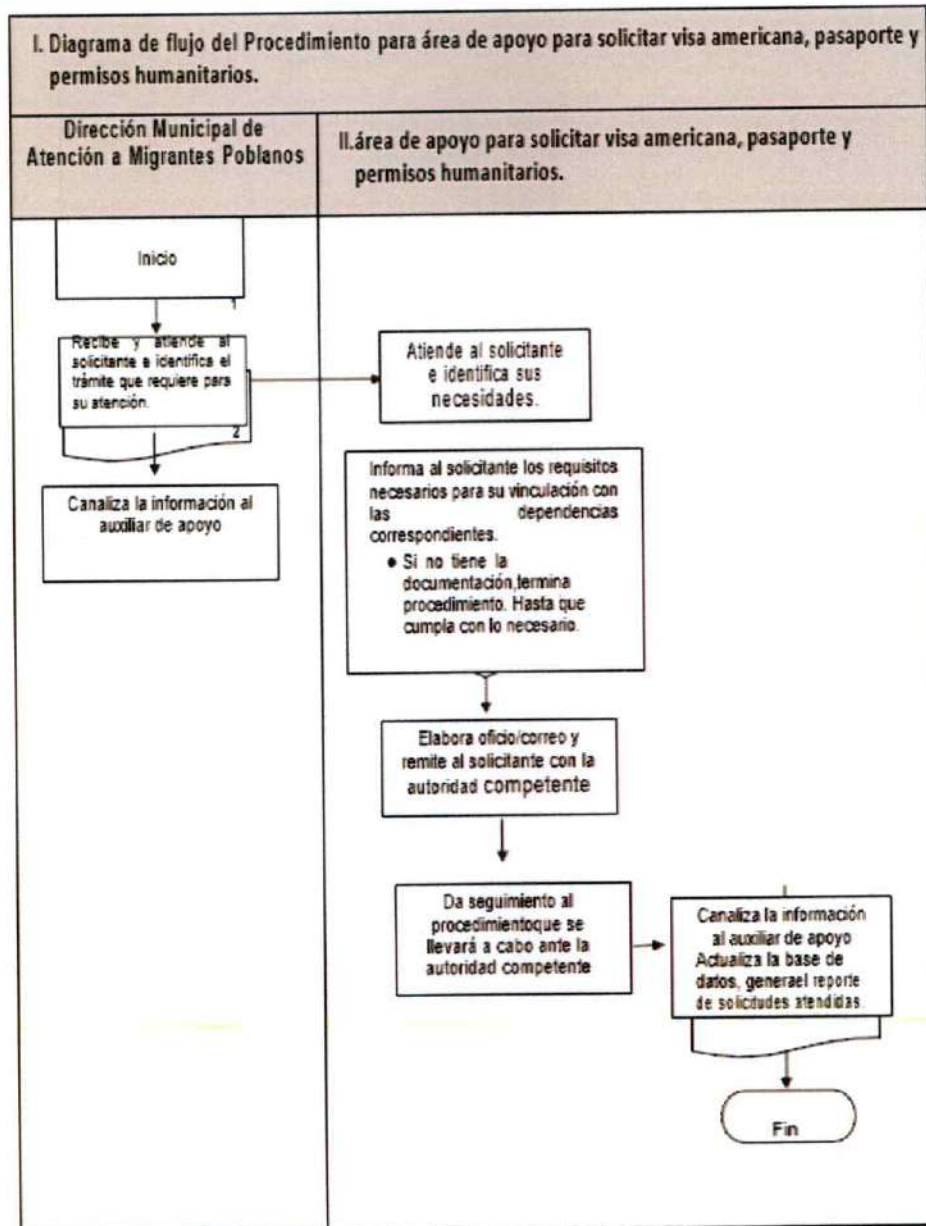 I. Diagrama de flujo del Procedimiento para área de apoyo para solicitar visa americana, pasaporte y
permisos humanitarios.
Dirección Municipal de
Atención a Migrantes Poblanos
II.área de apoyo para solicitar visa americana, pasaporte y
permisos humanitarios.
Inicio
1
Recibe y atiende al
solicitante e identifica el
trámite que requiere para
su atención.
2
Canaliza la información al
auxiliar de apoyo
Atiende al solicitante
e identifica sus
necesidades.
Informa al solicitante los requisitos
necesarios para su vinculación con
las dependencias
correspondientes.
● Si no tiene la
documentación,termina
procedimiento. Hasta que
cumpla con lo necesario.
Elabora oficio/correo y
remite al solicitante con la
autoridad competente
Da seguimiento al
procedimientoque se
llevará a cabo ante la
autoridad competente
Canaliza la información
al auxiliar de apoyo
Actualiza la base de
datos, generael reporte
de solicitudes atendidas.
Fin